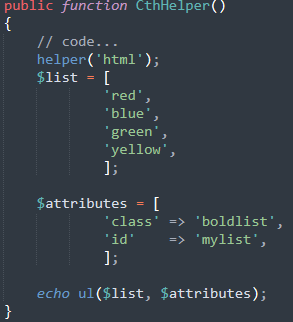 public function CthHelper()
{
    // code...
    helper('html');
    $list = [
            'red',
            'blue',
            'green',
            'yellow',
            ];

    $attributes = [
            'class' => 'boldlist',
            'id'    => 'mylist',
            ];

    echo ul($list, $attributes);
}